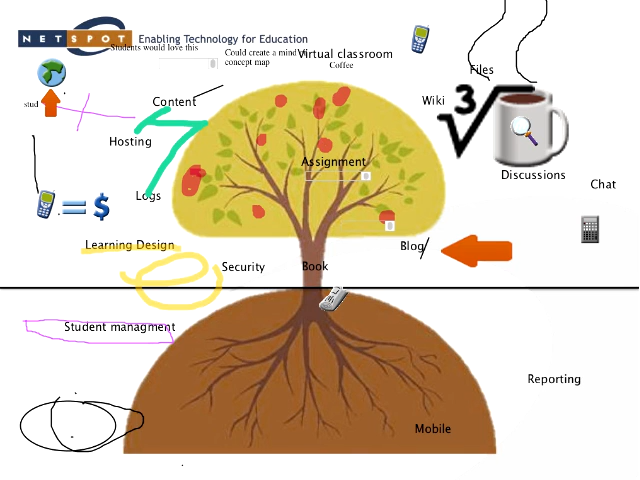 NETSPOT Enabling Technology for Education
Students would love this
Could create a mind or
concept map
Virtual classroom
Coffee
Files
stud
Content
Wiki
3
Hosting
Assignment
Discussions
Chat
Logs
= $
Learning Design
Blog
Security
Book
Student managment
Reporting
Mobile